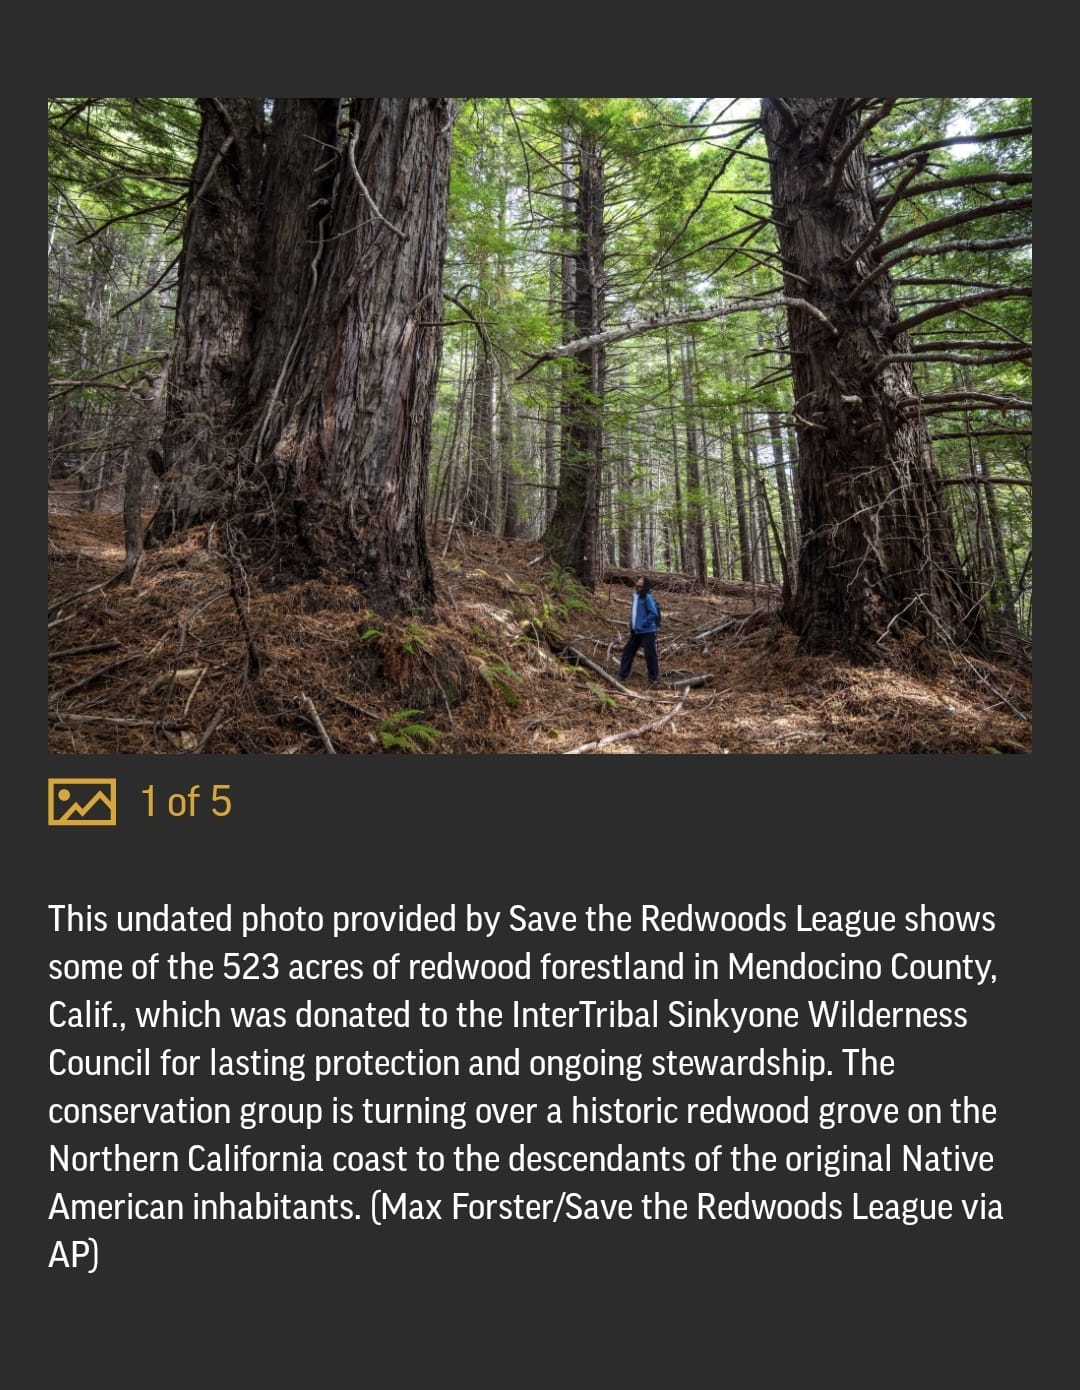 1 of 5
This undated photo provided by Save the Redwoods League shows
some of the 523 acres of redwood forestland in Mendocino County,
Calif., which was donated to the InterTribal Sinkyone Wilderness
Council for lasting protection and ongoing stewardship. The
conservation group is turning over a historic redwood grove on the
Northern California coast to the descendants of the original Native
American inhabitants. (Max Forster/Save the Redwoods League via
AP)